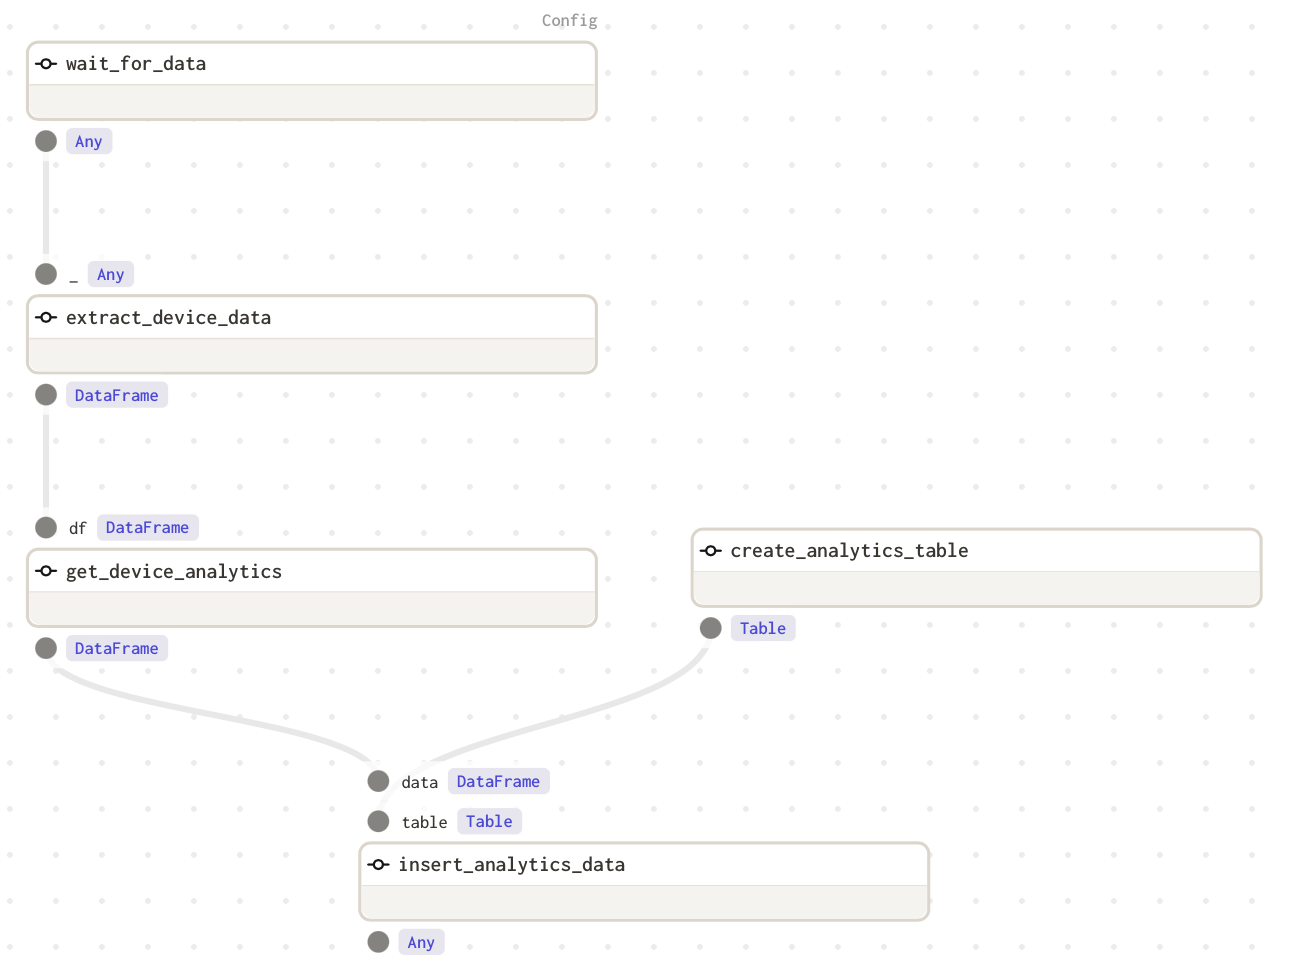 Config
wait_for_data
Any
_ Any
extract_device_data
DataFrame
df DataFrame
get_device_analytics
DataFrame
create_analytics_table
Table
data DataFrame
table Table
insert_analytics_data
Any